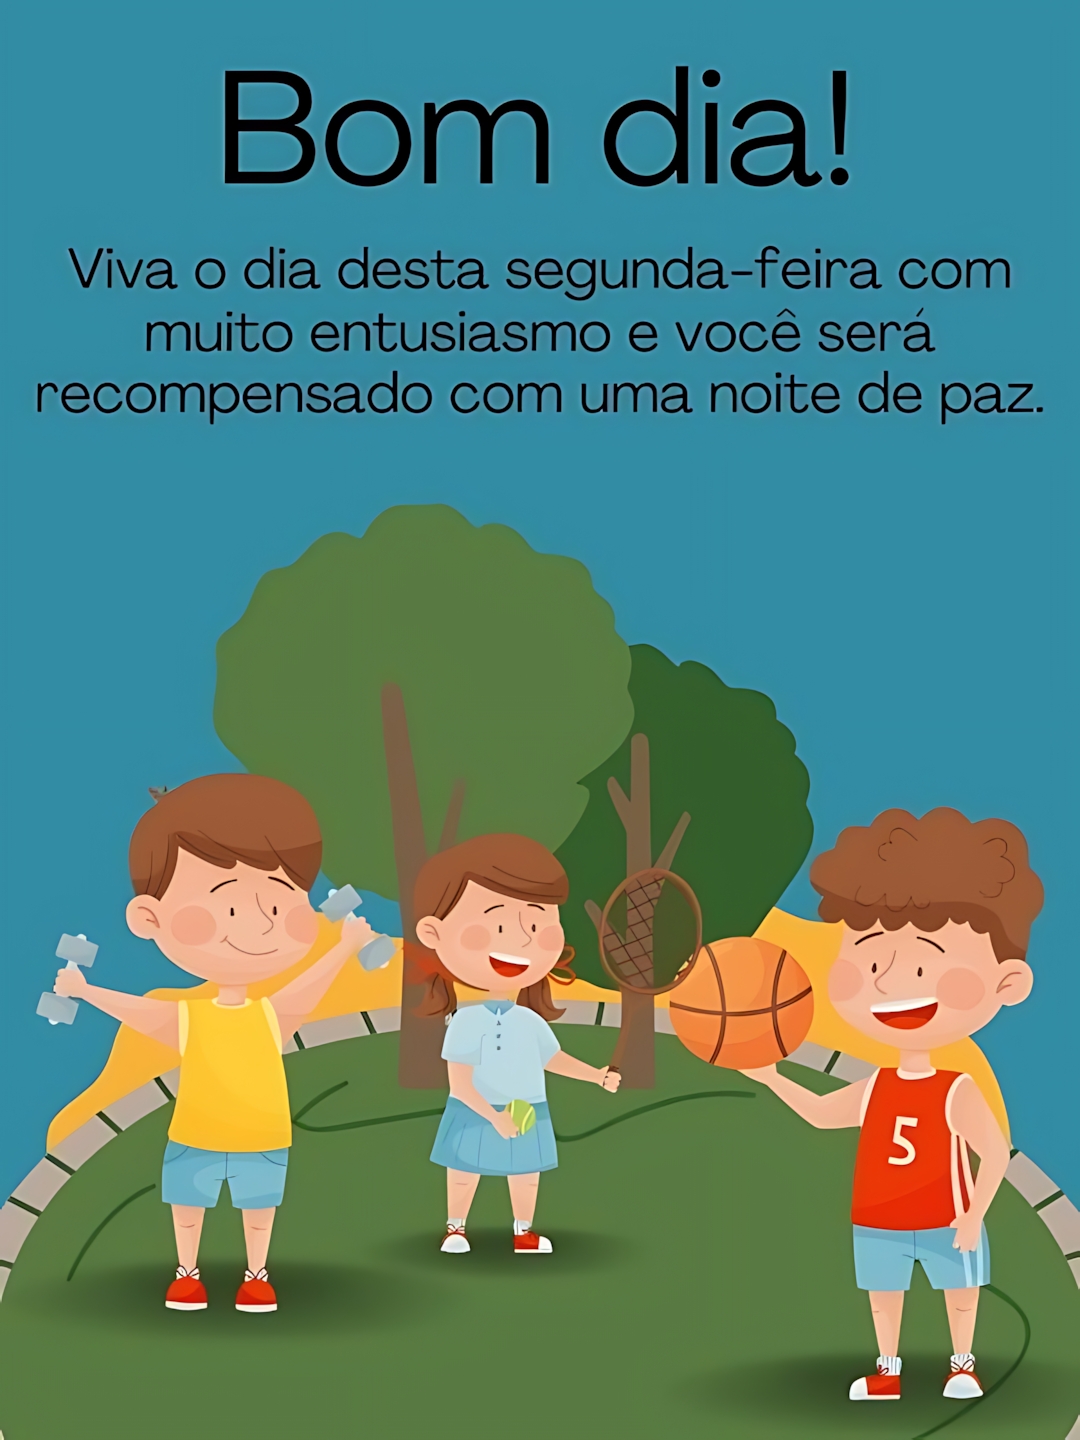 Bom dia!
Viva o dia desta segunda-feira com
muito entusiasmo e você será
recompensado com uma noite de paz.
5